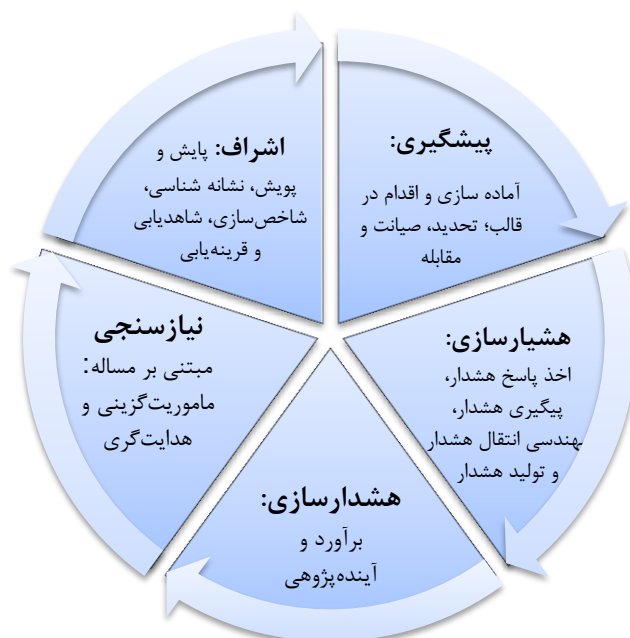 پیشگیری:
آماده سازی و اقدام در
قالب؛ تحدید، صیانت و
مقابله
هشیارسازی:
اخذ پاسخ هشدار،
پیگیری هشدار،
مهندسی انتقال هشدار
و تولید هشدار
هشدارسازی:
برآورد و
آینده‌پژوهی
نیازسنجی
مبتنی بر مساله:
ماموریت‌گزینی و
هدایت‌گری
اشراف: پایش و
پویش، نشانه شناسی،
شاخص‌سازی، شاهدیابی
و قرینه‌یابی